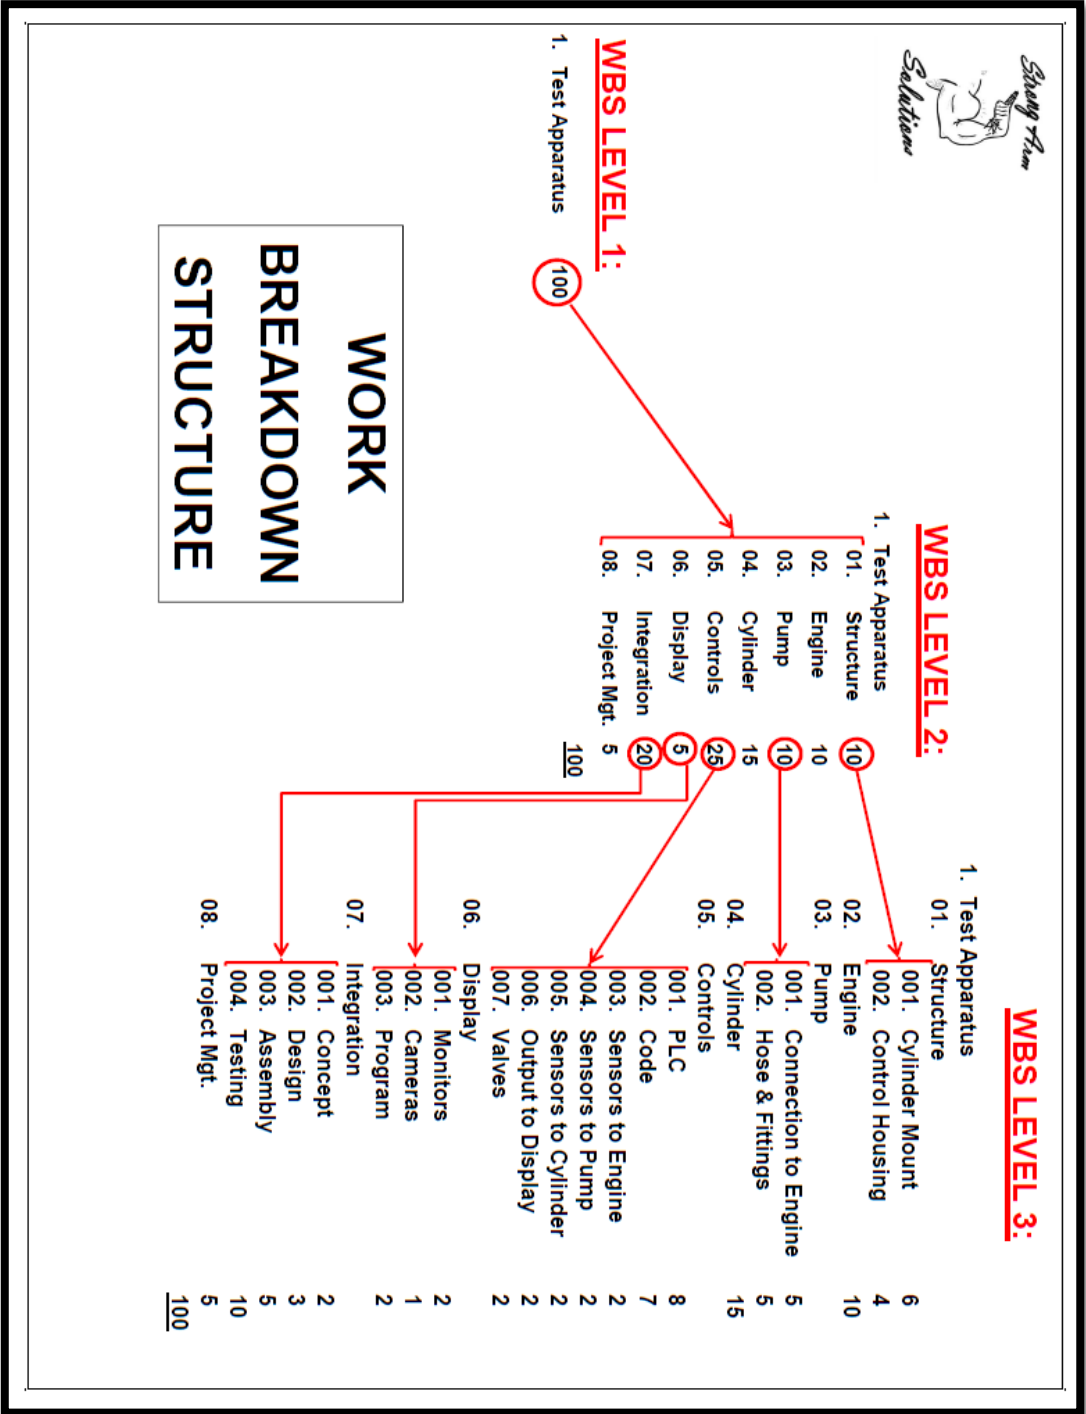 Strong Arm
Solutions
WBS LEVEL 1:
1. Test Apparatus 100
WORK
BREAKDOWN
STRUCTURE
WBS LEVEL 2:
1. Test Apparatus
01. Structure 10
02. Engine 10
03. Pump 10
04. Cylinder 15
05. Controls 25
06. Display 5
07. Integration 20
08. Project Mgt. 5
100
WBS LEVEL 3:
1. Test Apparatus
01. Structure
001. Cylinder Mount 6
002. Control Housing 4
02. Engine 10
03. Pump
001. Connection to Engine 5
002. Hose & Fittings 5
04. Cylinder 15
05. Controls
001. PLC 8
002. Code 7
003. Sensors to Engine 2
004. Sensors to Pump 2
005. Sensors to Cylinder 2
006. Output to Display 2
007. Valves 2
06. Display
001. Monitors 2
002. Cameras 1
003. Program 2
07. Integration
001. Concept 2
002. Design 3
003. Assembly 5
004. Testing 10
08. Project Mgt. 5
100